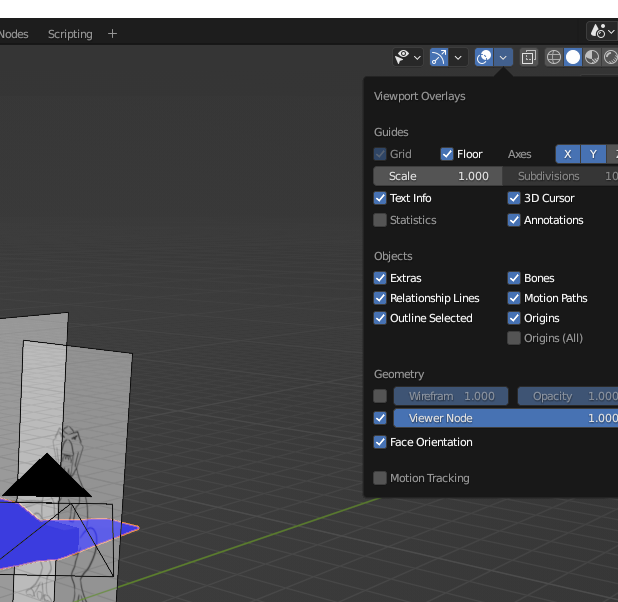 Nodes Scripting +
Viewport Overlays
Guides
Grid Floor Axes X Y
Scale 1.000 Subdivisions 10
Text Info 3D Cursor
Statistics Annotations
Objects
Extras Bones
Relationship Lines Motion Paths
Outline Selected Origins
Origins (All)
Geometry
Wirefram 1.000 Opacity 1.000
Viewer Node 1.000
Face Orientation
Motion Tracking